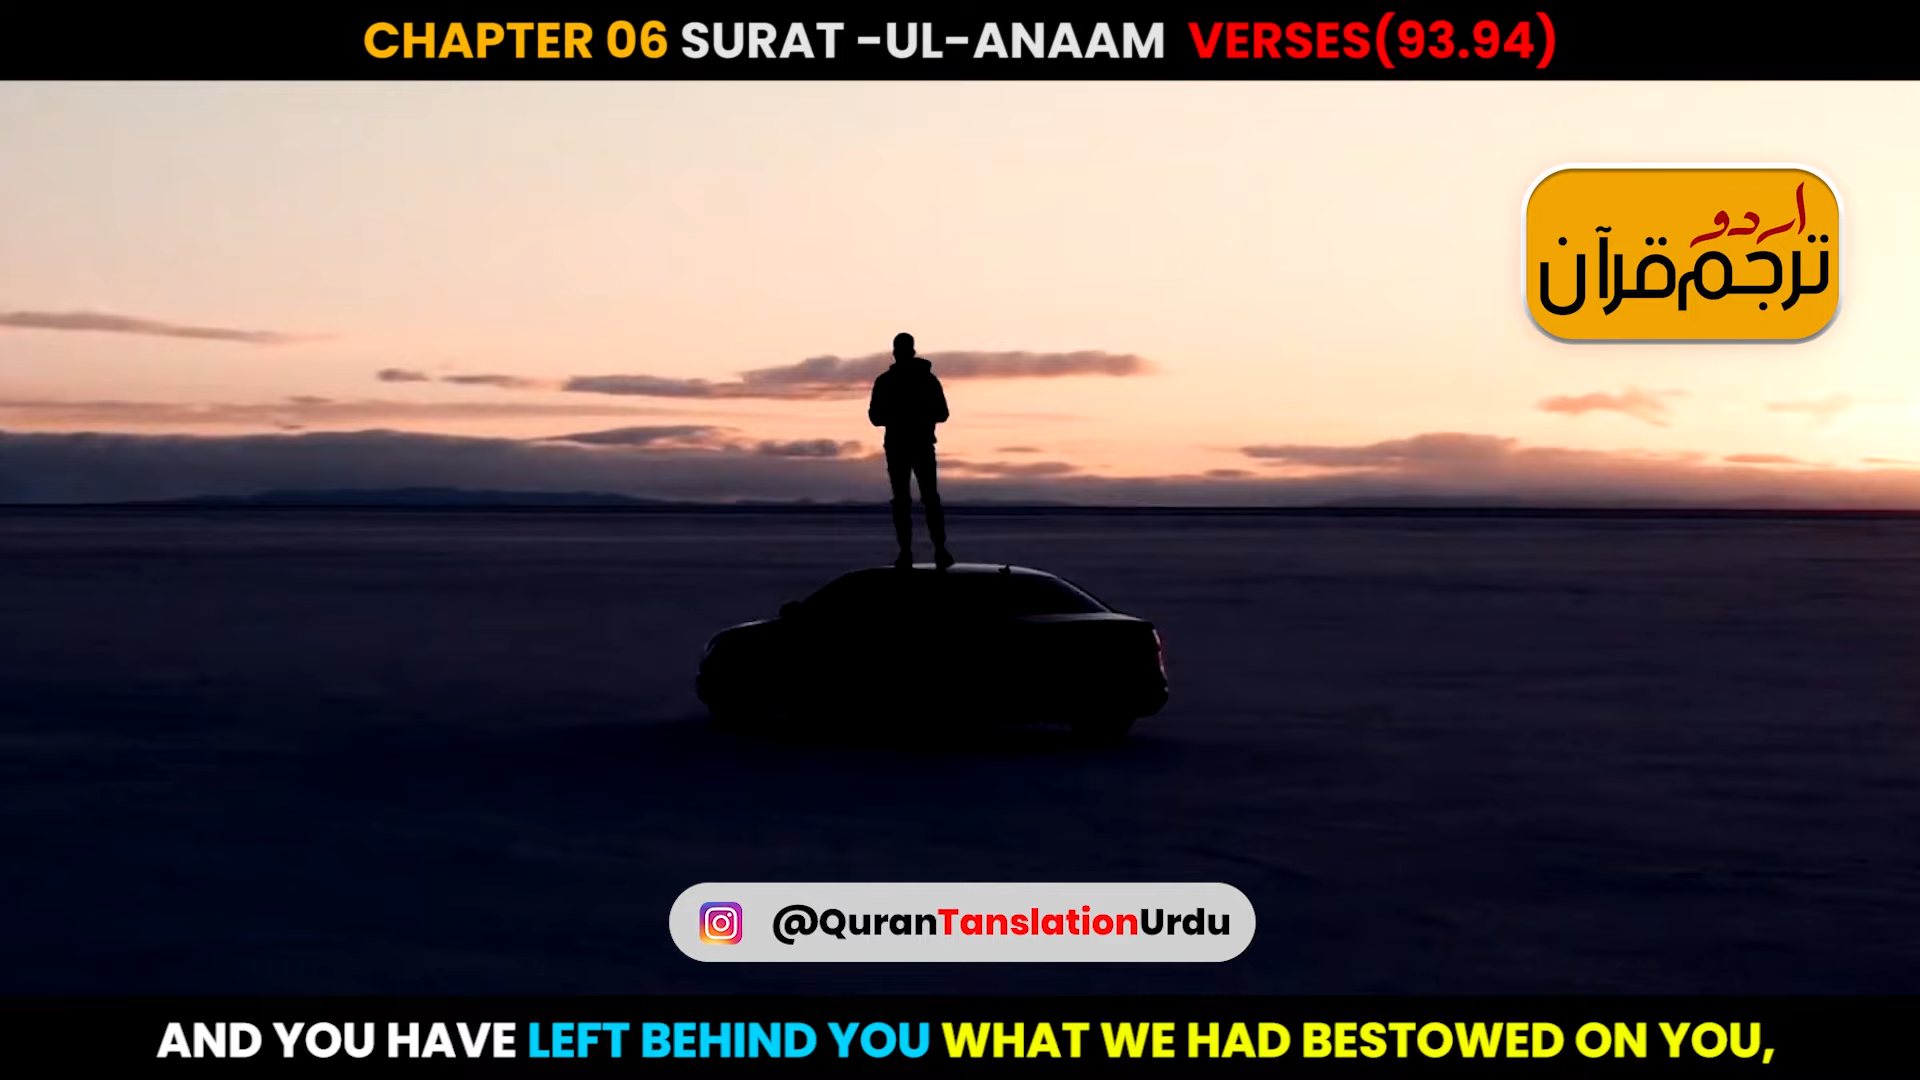 CHAPTER 06 SURAT -UL-ANAAM VERSES(93.94)
اردو
ترجم قرآن
@QuranTanslationUrdu
AND YOU HAVE LEFT BEHIND YOU WHAT WE HAD BESTOWED ON YOU,